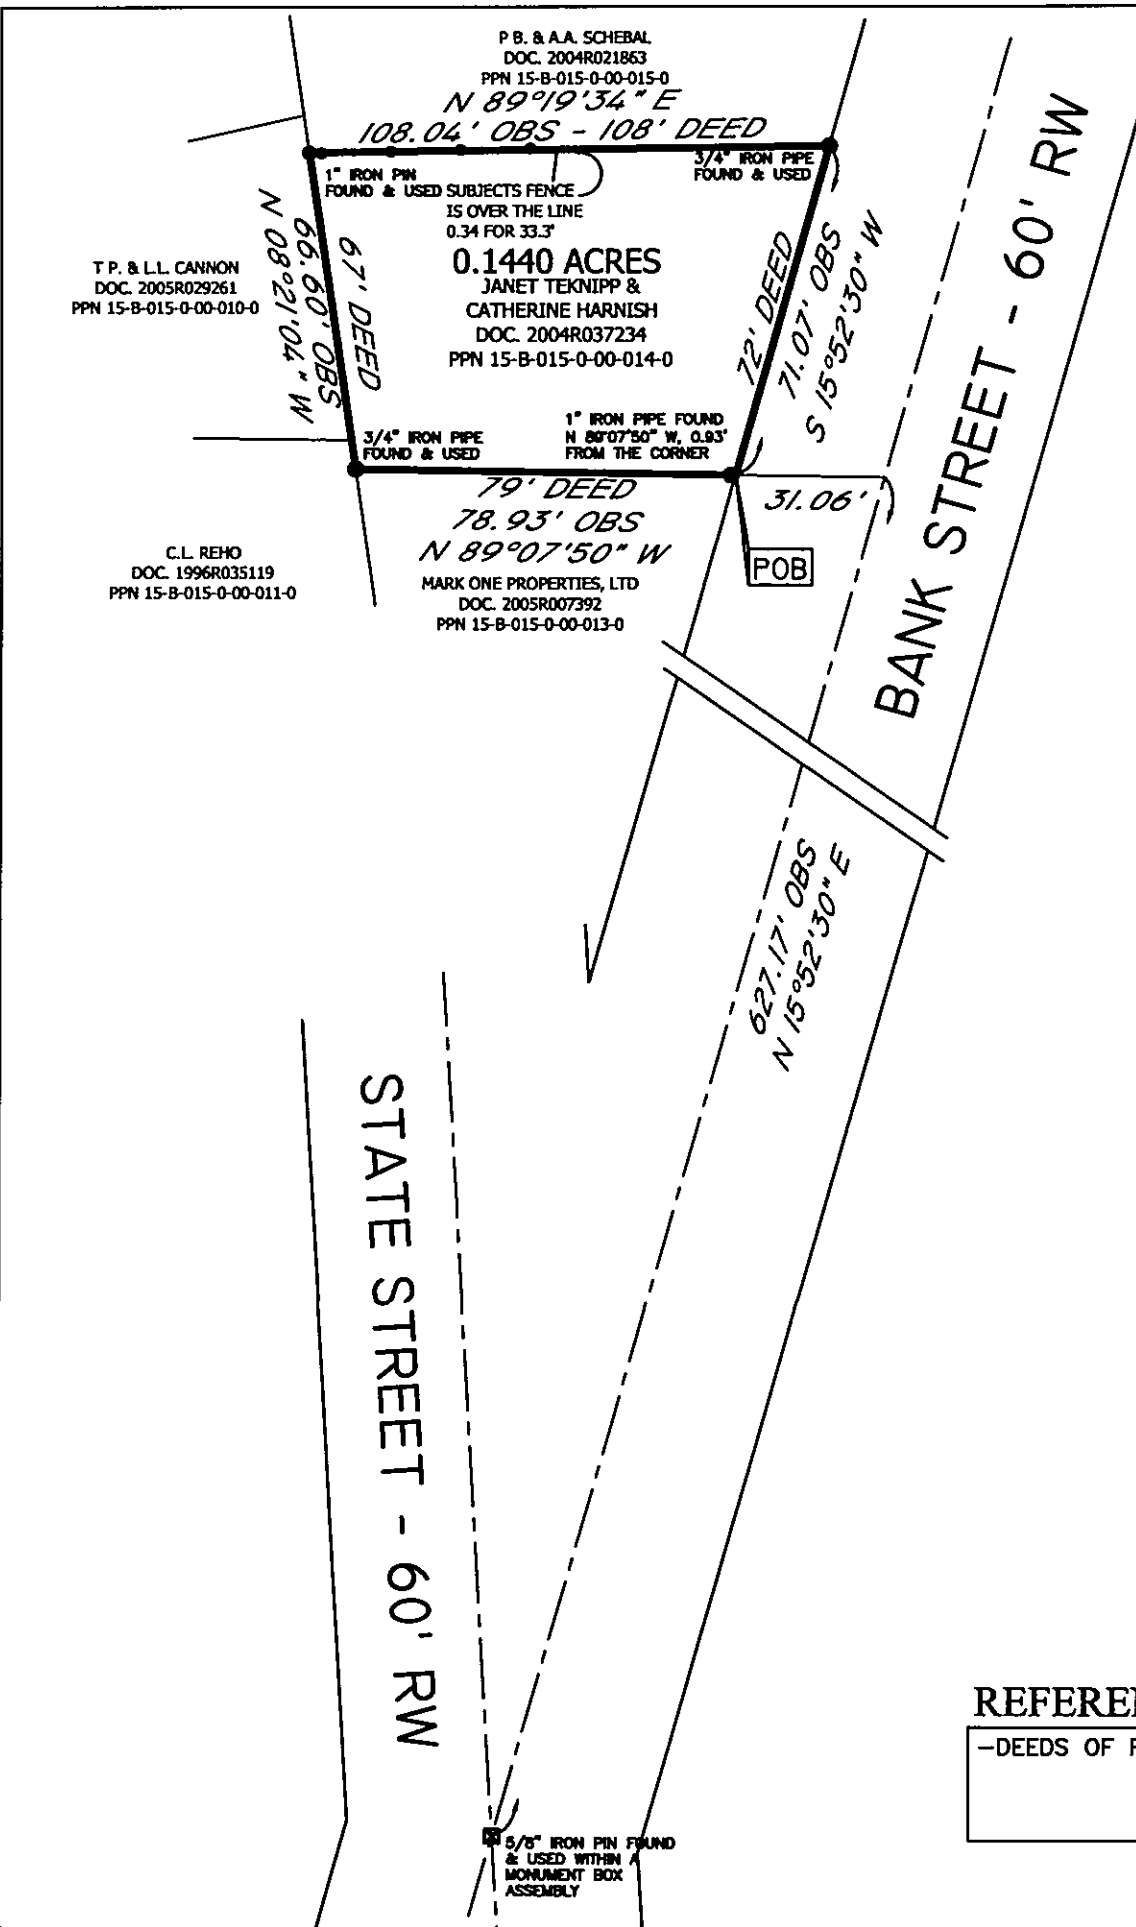 P B. & A.A. SCHEBAL
DOC. 2004R021863
PPN 15-B-015-0-00-015-0
N 89°19'34" E
108.04' OBS - 108' DEED
1" IRON PIN
FOUND & USED
3/4" IRON PIPE
FOUND & USED
SUBJECTS FENCE
IS OVER THE LINE
0.34 FOR 33.3'
0.1440 ACRES
JANET TEKNIPP &
CATHERINE HARNISH
DOC. 2004R037234
PPN 15-B-015-0-00-014-0
T P. & L.L. CANNON
DOC. 2005R029261
PPN 15-B-015-0-00-010-0
67' DEED
66.60' OBS
N 08°21'04" W
72' DEED
71.07' OBS
S 15°52'30" W
BANK STREET - 60' RW
3/4" IRON PIPE
FOUND & USED
1" IRON PIPE FOUND
N 89°07'50" W, 0.93'
FROM THE CORNER
79' DEED
78.93' OBS
N 89°07'50" W
31.06'
POB
C.L. REHO
DOC. 1996R035119
PPN 15-B-015-0-00-011-0
MARK ONE PROPERTIES, LTD
DOC. 2005R007392
PPN 15-B-015-0-00-013-0
627.17' OBS
N 15°52'30" E
STATE STREET - 60' RW
5/8" IRON PIN FOUND
& USED WITHIN A
MONUMENT BOX
ASSEMBLY
REFEREN
-DEEDS OF